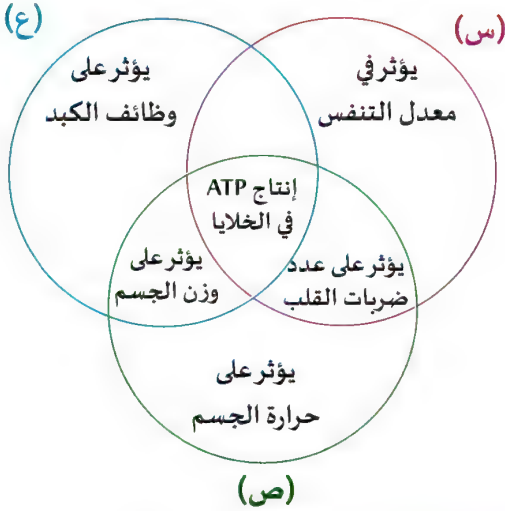 (س)
(ع)
يؤثر في
معدل التنفس
يؤثر على
وظائف الكبد
إنتاج ATP
في الخلايا
يؤثر على عدد
ضربات القلب
يؤثر على
وزن الجسم
يؤثر على
حرارة الجسم
(ص)